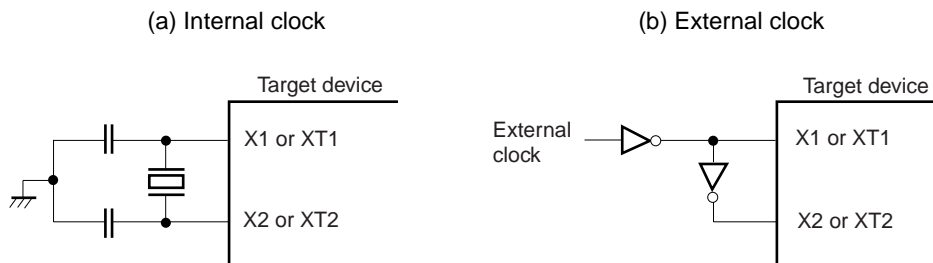 (a) Internal clock
Target device
X1 or XT1
X2 or XT2
(b) External clock
Target device
External
clock
X1 or XT1
X2 or XT2